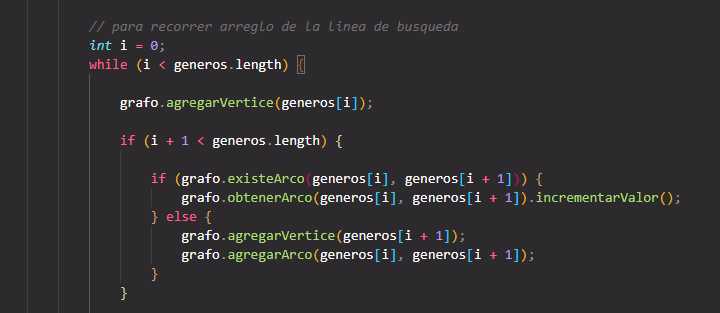 // para recorrer arreglo de la linea de busqueda
int i = 0;
while (i < generos.length) {
grafo.agregarVertice(generos[i]);
if (i + 1 < generos.length) {
if (grafo.existeArco(generos[i], generos[i + 1])) {
grafo.obtenerArco(generos[i], generos[i + 1]).incrementarValor();
} else {
grafo.agregarVertice(generos[i + 1]);
grafo.agregarArco(generos[i], generos[i + 1]);
}
}